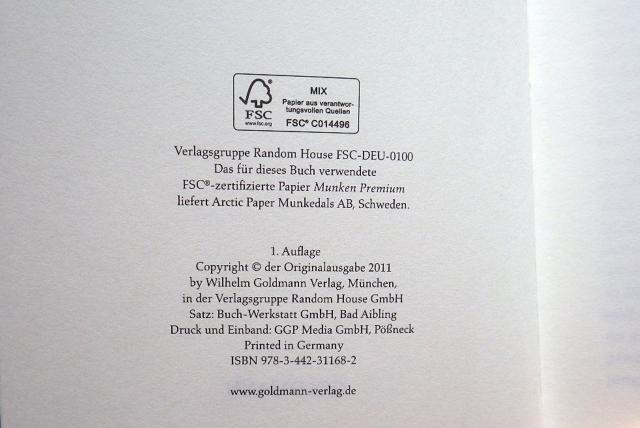 FSC
www.fsc.org
MIX
Papier aus verantwor-
tungsvollen Quellen
FSC® C014496
Verlagsgruppe Random House FSC-DEU-0100
Das für dieses Buch verwendete
FSC®-zertifizierte Papier Munken Premium
liefert Arctic Paper Munkedals AB, Schweden.
1. Auflage
Copyright © der Originalausgabe 2011
by Wilhelm Goldmann Verlag, München,
in der Verlagsgruppe Random House GmbH
Satz: Buch-Werkstatt GmbH, Bad Aibling
Druck und Einband: GGP Media GmbH, Pößneck
Printed in Germany
ISBN 978-3-442-31168-2
www.goldmann-verlag.de